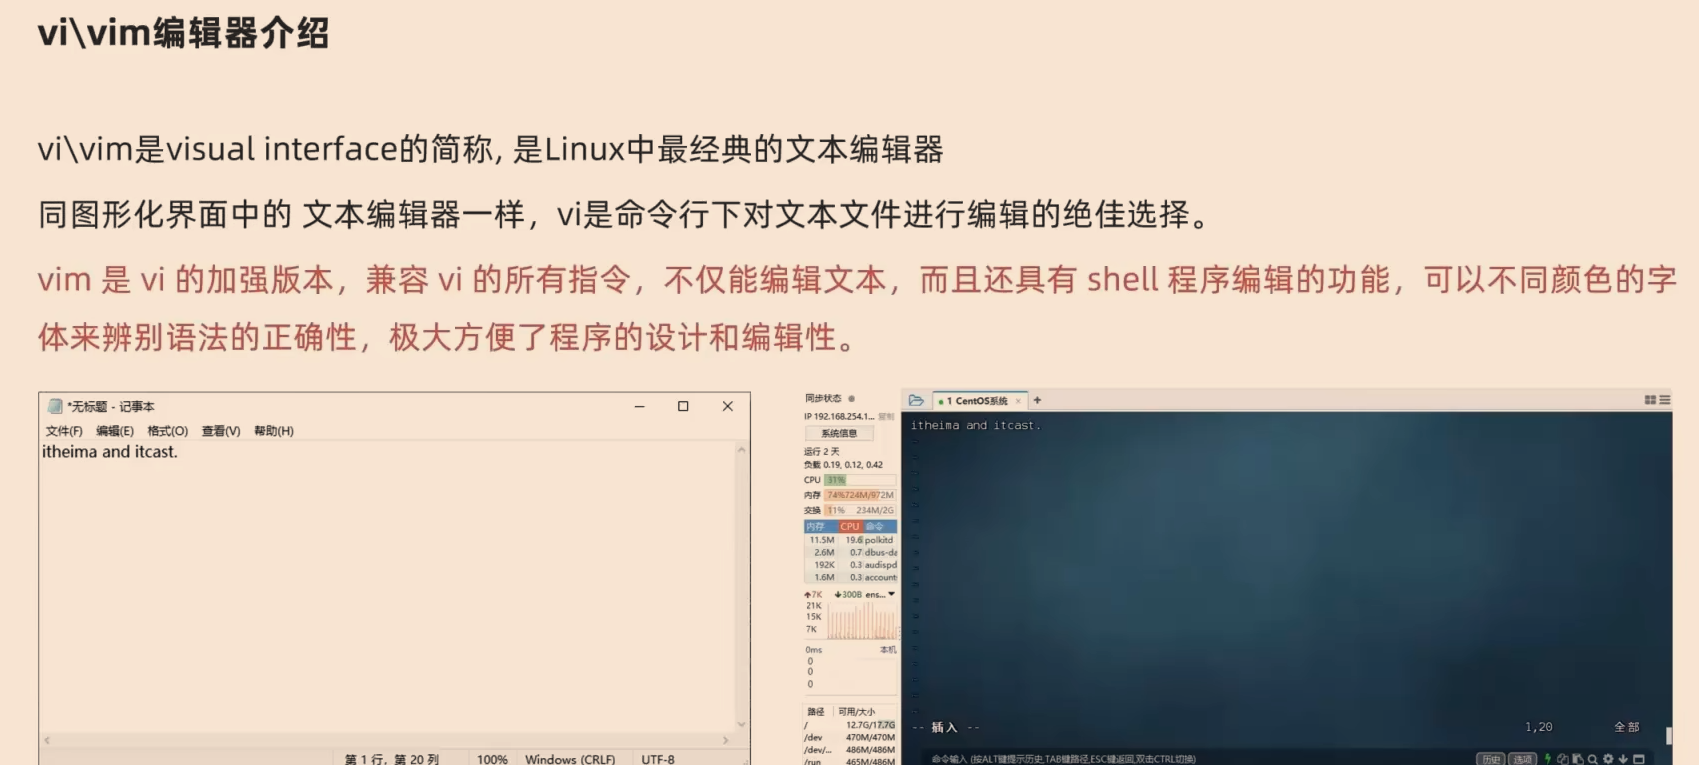 vi\vim编辑器介绍
vi\vim是visual interface的简称, 是Linux中最经典的文本编辑器
同图形化界面中的 文本编辑器一样，vi是命令行下对文本文件进行编辑的绝佳选择。
vim 是 vi 的加强版本，兼容 vi 的所有指令，不仅能编辑文本，而且还具有 shell 程序编辑的功能，可以不同颜色的字
体来辨别语法的正确性，极大方便了程序的设计和编辑性。
*无标题 - 记事本
文件(F) 编辑(E) 格式(O) 查看(V) 帮助(H)
itheima and itcast.
第 1 行，第 20 列 100% Windows (CRLF) UTF-8
同步状态
IP 192.168.254.1... 复制
系统信息
运行 2 天
负载 0.19, 0.12, 0.42
CPU 31%
内存 74% 724M/972M
交换 11% 234M/2G
内存 CPU 命令
11.5M 19.6 polkitd
2.6M 0.7 dbus-da
192K 0.3 audispd
1.6M 0.3 account
7K 300B ens...
21K
15K
7K
0ms 本机
0
0
0
路径 可用/大小
/ 12.7G/17.7G
/dev 470M/470M
/dev/... 486M/486M
/run 465M/486M
1 CentOS系统 × +
itheima and itcast.
-- 插入 -- 1,20 全部
命令输入 (按ALT键提示历史,TAB键路径,ESC键返回,双击CTRL切换) 历史 选项